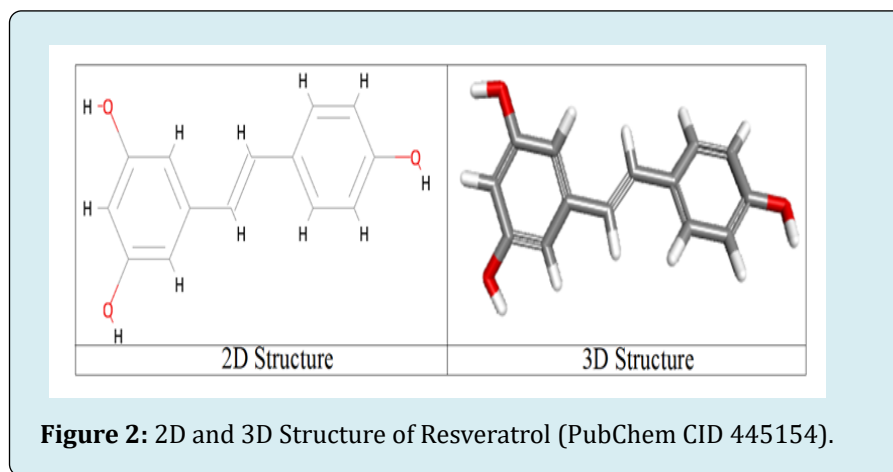 H
H
H
O
H
H
H
O
H
H
H
H
H
H
O
H
2D Structure
3D Structure
Figure 2: 2D and 3D Structure of Resveratrol (PubChem CID 445154).